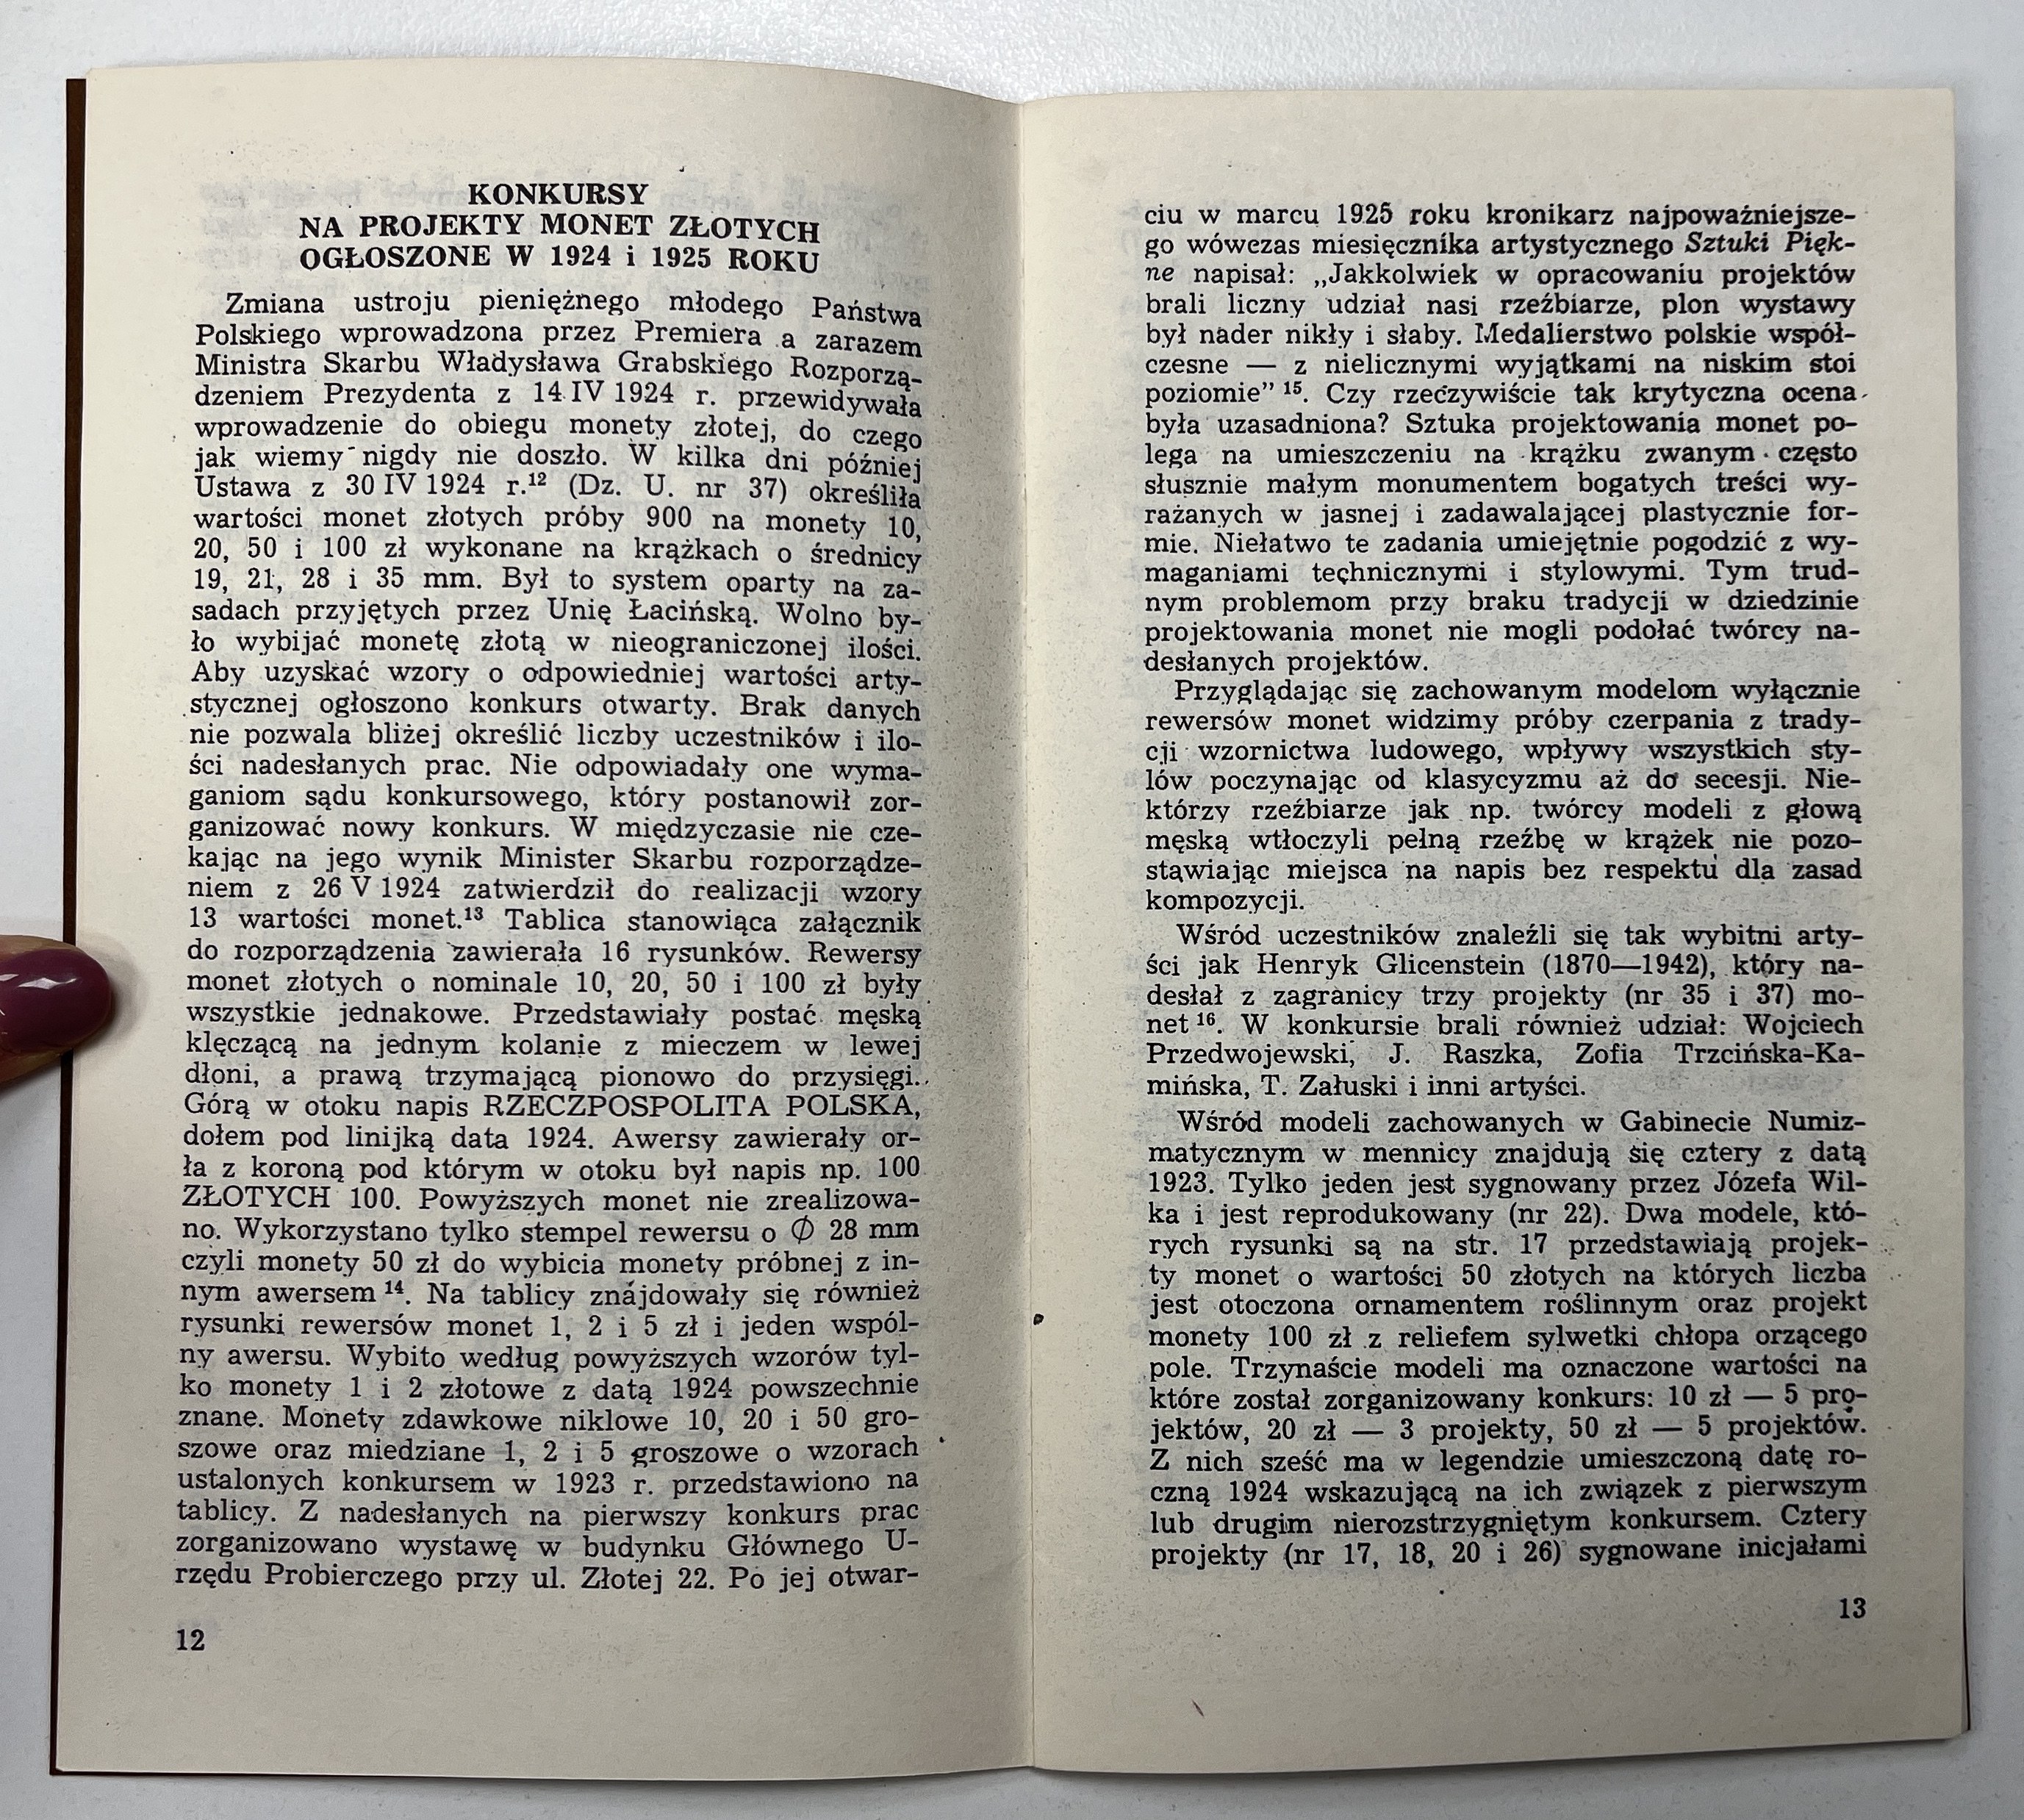 KONKURSY
NA PROJEKTY MONET ZŁOTYCH
OGŁOSZONE W 1924 i 1925 ROKU
Zmiana ustroju pieniężnego młodego Państwa
Polskiego wprowadzona przez Premiera a zarazem
Ministra Skarbu Władysława Grabskiego Rozporzą-
dzeniem Prezydenta z 14 IV 1924 r. przewidywała
wprowadzenie do obiegu monety złotej, do czego
jak wiemy nigdy nie doszło. W kilka dni później
Ustawa z 30 IV 1924 r.¹² (Dz. U. nr 37) określiła
wartości monet złotych próby 900 na monety 10,
20, 50 i 100 zł wykonane na krążkach o średnicy
19, 21, 28 i 35 mm. Był to system oparty na za-
sadach przyjętych przez Unię Łacińską. Wolno by-
ło wybijać monetę złotą w nieograniczonej ilości.
Aby uzyskać wzory o odpowiedniej wartości arty-
stycznej ogłoszono konkurs otwarty. Brak danych
nie pozwala bliżej określić liczby uczestników i ilo-
ści nadesłanych prac. Nie odpowiadały one wyma-
ganiom sądu konkursowego, który postanowił zor-
ganizować nowy konkurs. W międzyczasie nie cze-
kając na jego wynik Minister Skarbu rozporządze-
niem z 26 V 1924 zatwierdził do realizacji wzory
13 wartości monet.¹³ Tablica stanowiąca załącznik
do rozporządzenia zawierała 16 rysunków. Rewersy
monet złotych o nominale 10, 20, 50 i 100 zł były
wszystkie jednakowe. Przedstawiały postać męską
klęczącą na jednym kolanie z mieczem w lewej
dłoni, a prawą trzymającą pionowo do przysięgi.
Górą w otoku napis RZECZPOSPOLITA POLSKA,
dołem pod linijką data 1924. Awersy zawierały or-
ła z koroną pod którym w otoku był napis np. 100
ZŁOTYCH 100. Powyższych monet nie zrealizowa-
no. Wykorzystano tylko stempel rewersu o ∅ 28 mm
czyli monety 50 zł do wybicia monety próbnej z in-
nym awersem ¹⁴. Na tablicy znajdowały się również
rysunki rewersów monet 1, 2 i 5 zł i jeden wspól-
ny awersu. Wybito według powyższych wzorów tyl-
ko monety 1 i 2 złotowe z datą 1924 powszechnie
znane. Monety zdawkowe niklowe 10, 20 i 50 gro-
szowe oraz miedziane 1, 2 i 5 groszowe o wzorach
ustalonych konkursem w 1923 r. przedstawiono na
tablicy. Z nadesłanych na pierwszy konkurs prac
zorganizowano wystawę w budynku Głównego U-
rzędu Probierczego przy ul. Złotej 22. Po jej otwar-
12
ciu w marcu 1925 roku kronikarz najpoważniejsze-
go wówczas miesięcznika artystycznego Sztuki Pięk-
ne napisał: „Jakkolwiek w opracowaniu projektów
brali liczny udział nasi rzeźbiarze, plon wystawy
był nader nikły i słaby. Medalierstwo polskie współ-
czesne — z nielicznymi wyjątkami na niskim stoi
poziomie” ¹⁵. Czy rzeczywiście tak krytyczna ocena
była uzasadniona? Sztuka projektowania monet po-
lega na umieszczeniu na krążku zwanym często
słusznie małym monumentem bogatych treści wy-
rażanych w jasnej i zadawalającej plastycznie for-
mie. Niełatwo te zadania umiejętnie pogodzić z wy-
maganiami technicznymi i stylowymi. Tym trud-
nym problemom przy braku tradycji w dziedzinie
projektowania monet nie mogli podołać twórcy na-
desłanych projektów.
Przyglądając się zachowanym modelom wyłącznie
rewersów monet widzimy próby czerpania z trady-
cji wzornictwa ludowego, wpływy wszystkich sty-
lów poczynając od klasycyzmu aż do secesji. Nie-
którzy rzeźbiarze jak np. twórcy modeli z głową
męską wtłoczyli pełną rzeźbę w krążek nie pozo-
stawiając miejsca na napis bez respektu dla zasad
kompozycji.
Wśród uczestników znaleźli się tak wybitni arty-
ści jak Henryk Glicenstein (1870—1942), który na-
desłał z zagranicy trzy projekty (nr 35 i 37) mo-
net ¹⁶. W konkursie brali również udział: Wojciech
Przedwojewski, J. Raszka, Zofia Trzcińska-Ka-
mińska, T. Załuski i inni artyści.
Wśród modeli zachowanych w Gabinecie Numiz-
matycznym w mennicy znajdują się cztery z datą
1923. Tylko jeden jest sygnowany przez Józefa Wil-
ka i jest reprodukowany (nr 22). Dwa modele, któ-
rych rysunki są na str. 17 przedstawiają projek-
ty monet o wartości 50 złotych na których liczba
jest otoczona ornamentem roślinnym oraz projekt
monety 100 zł z reliefem sylwetki chłopa orzącego
pole. Trzynaście modeli ma oznaczone wartości na
które został zorganizowany konkurs: 10 zł — 5 pro-
jektów, 20 zł — 3 projekty, 50 zł — 5 projektów.
Z nich sześć ma w legendzie umieszczoną datę ro-
czną 1924 wskazującą na ich związek z pierwszym
lub drugim nierozstrzygniętym konkursem. Cztery
projekty (nr 17, 18, 20 i 26) sygnowane inicjałami
13